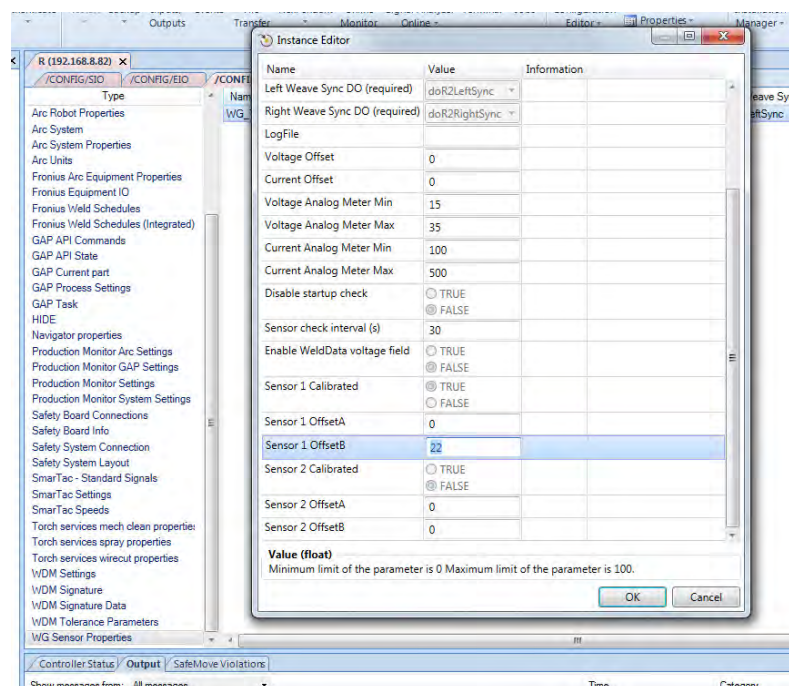 Outputs
Transfer
Monitor
Online
Editor
Properties
Manager
Instance Editor
R (192.168.8.82)
/CONFIG/SIO
/CONFIG/EIO
/CONFI
Type
Nam
eave Sy
Arc Robot Properties
Arc System
Arc System Properties
Arc Units
Fronius Arc Equipment Properties
Fronius Equipment IO
Fronius Weld Schedules
Fronius Weld Schedules (Integrated)
GAP API Commands
GAP API State
GAP Current part
GAP Process Settings
GAP Task
HIDE
Navigator properties
Production Monitor Arc Settings
Production Monitor GAP Settings
Production Monitor Settings
Production Monitor System Settings
Safety Board Connections
Safety Board Info
Safety System Connection
Safety System Layout
SmarTac - Standard Signals
SmarTac Settings
SmarTac Speeds
Torch services mech clean propertie
Torch services spray properties
Torch services wirecut properties
WDM Settings
WDM Signature
WDM Signature Data
WDM Tolerance Parameters
WG Sensor Properties
WG_
ftSync
Name Value Information
Left Weave Sync DO (required) doR2LeftSync
Right Weave Sync DO (required) doR2RightSync
LogFile
Voltage Offset 0
Current Offset 0
Voltage Analog Meter Min 15
Voltage Analog Meter Max 35
Current Analog Meter Min 100
Current Analog Meter Max 500
Disable startup check TRUE
FALSE
Sensor check interval (s) 30
Enable WeldData voltage field TRUE
FALSE
Sensor 1 Calibrated TRUE
FALSE
Sensor 1 OffsetA 0
Sensor 1 OffsetB 22
Sensor 2 Calibrated TRUE
FALSE
Sensor 2 OffsetA 0
Sensor 2 OffsetB 0
Value (float)
Minimum limit of the parameter is 0 Maximum limit of the parameter is 100.
OK Cancel
Controller Status Output SafeMove Violations
Show messages from: All messages Time Category